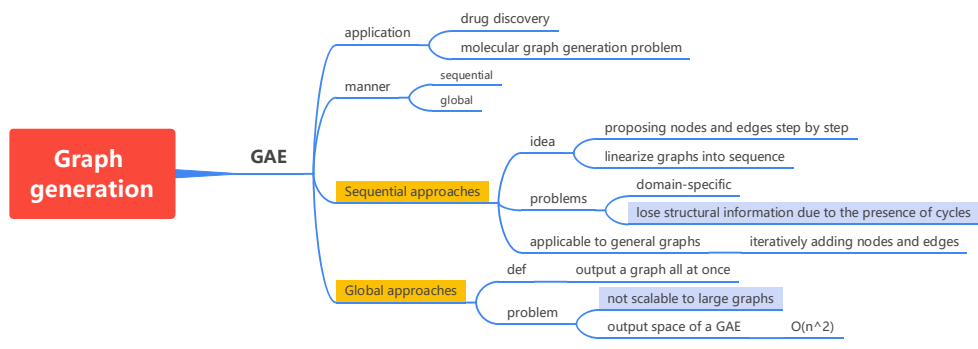 Graph
generation
GAE
application
drug discovery
molecular graph generation problem
manner
sequential
global
Sequential approaches
idea
proposing nodes and edges step by step
linearize graphs into sequence
problems
domain-specific
lose structural information due to the presence of cycles
applicable to general graphs
iteratively adding nodes and edges
Global approaches
def
output a graph all at once
problem
not scalable to large graphs
output space of a GAE
O(n^2)